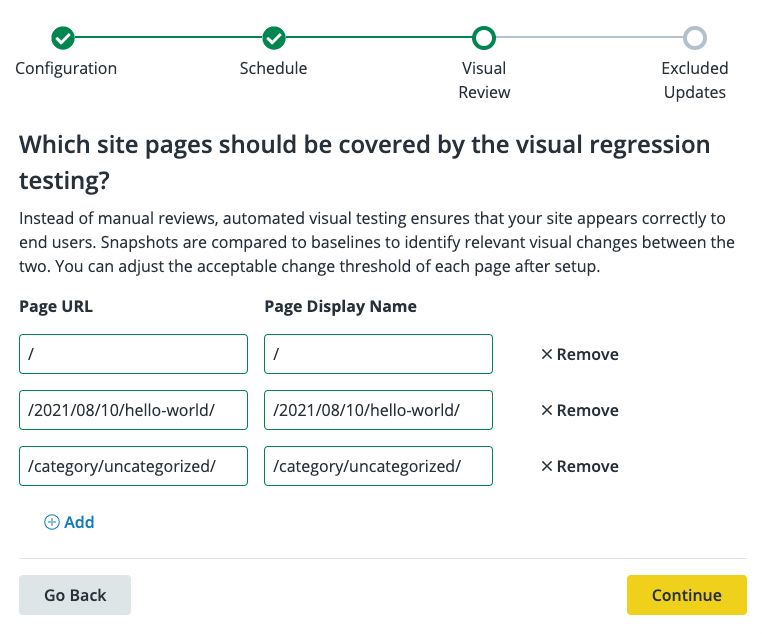 Configuration
Schedule
Visual
Review
Excluded
Updates
Which site pages should be covered by the visual regression
testing?
Instead of manual reviews, automated visual testing ensures that your site appears correctly to
end users. Snapshots are compared to baselines to identify relevant visual changes between the
two. You can adjust the acceptable change threshold of each page after setup.
Page URL Page Display Name
/ / Remove
/2021/08/10/hello-world/ /2021/08/10/hello-world/ Remove
/category/uncategorized/ /category/uncategorized/ Remove
Add
Go Back Continue